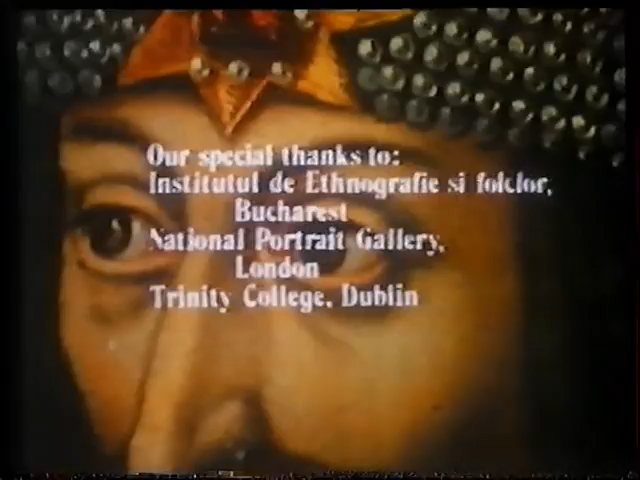 Our special thanks to:
Institutul de Ethnografie si folclor,
Bucharest
National Portrait Gallery,
London
Trinity College, Dublin